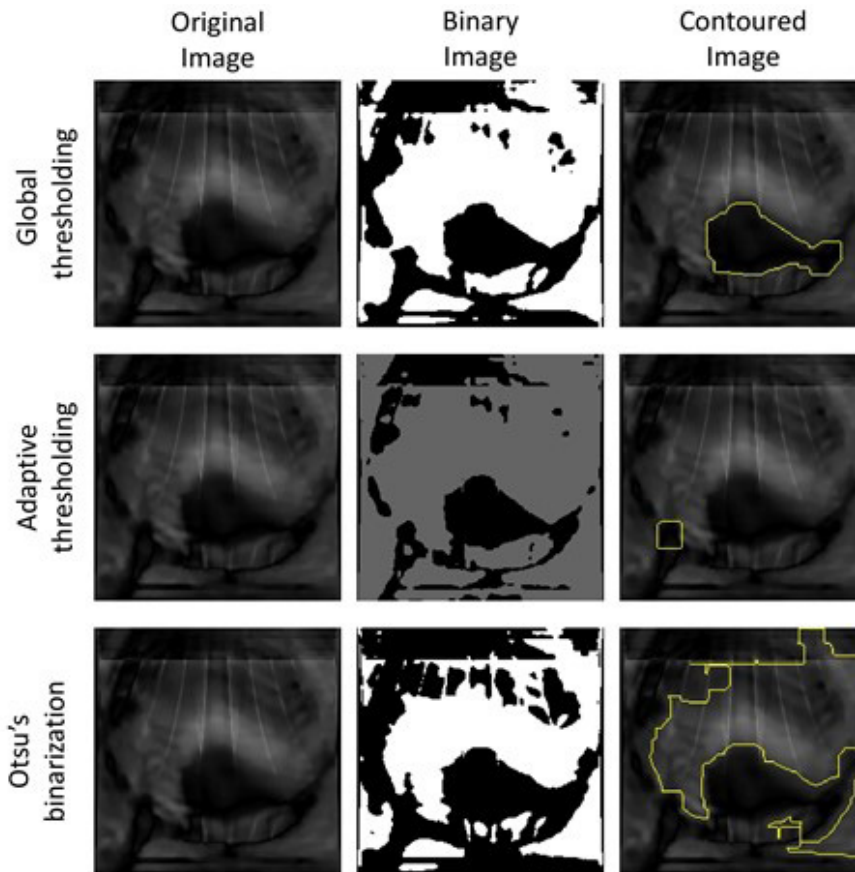 Original
Image
Binary
Image
Contoured
Image
Global
thresholding
Adaptive
thresholding
Otsu's
binarization